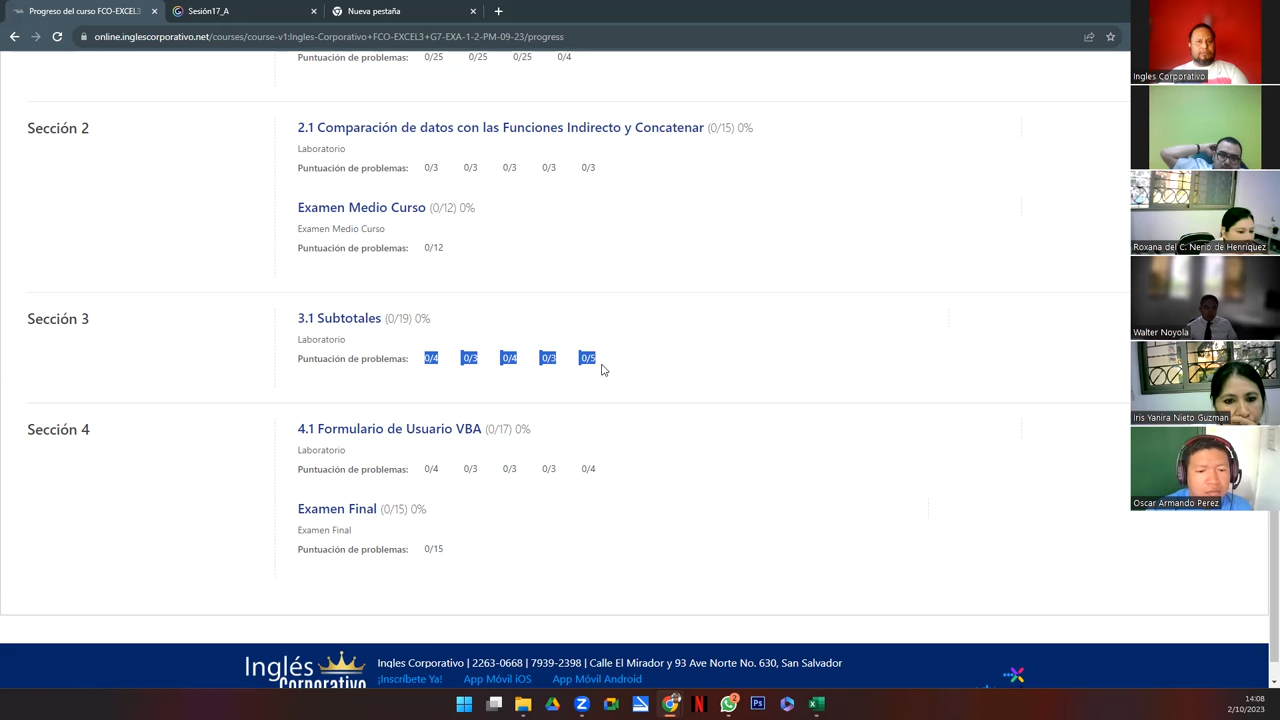 Progreso del curso FCO-EXCEL3
Sesión17_A
Nueva pestaña
online.inglescorporativo.net/courses/course-v1:Ingles-Corporativo+FCO-EXCEL3+G7-EXA-1-2-PM-09-23/progress
Puntuación de problemas: 0/25 0/25 0/25 0/4
Sección 2
2.1 Comparación de datos con las Funciones Indirecto y Concatenar (0/15) 0%
Laboratorio
Puntuación de problemas: 0/3 0/3 0/3 0/3 0/3
Examen Medio Curso (0/12) 0%
Examen Medio Curso
Puntuación de problemas: 0/12
Sección 3
3.1 Subtotales (0/19) 0%
Laboratorio
Puntuación de problemas: 0/4 0/3 0/4 0/3 0/5
Sección 4
4.1 Formulario de Usuario VBA (0/17) 0%
Laboratorio
Puntuación de problemas: 0/4 0/3 0/3 0/3 0/4
Examen Final (0/15) 0%
Examen Final
Puntuación de problemas: 0/15
Inglés
Corporativo
Ingles Corporativo | 2263-0668 | 7939-2398 | Calle El Mirador y 93 Ave Norte No. 630, San Salvador
¡Inscríbete Ya! App Móvil iOS App Móvil Android
Ingles Corporativo
Roxana del C. Nerio de Henríquez
Walter Noyola
Iris Yanira Nieto Guzman
Oscar Armando Perez
2
14:08
2/10/2023